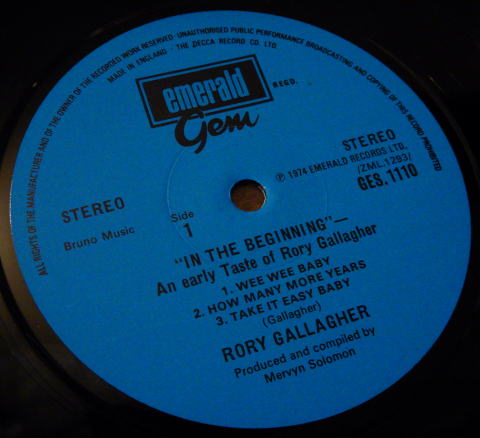 ALL RIGHTS OF THE MANUFACTURER AND OF THE OWNER OF THE RECORDED WORK RESERVED · UNAUTHORISED PUBLIC PERFORMANCE BROADCASTING AND COPYING OF THIS RECORD PROHIBITED
MADE IN ENGLAND · THE DECCA RECORD CO. LTD.
emerald
REGD.
Gem
STEREO
Bruno Music
Side
1
STEREO
℗ 1974 EMERALD RECORDS LTD.
(ZML.1293)
GES.1110
"IN THE BEGINNING"—
An early Taste of Rory Gallagher
1. WEE WEE BABY
2. HOW MANY MORE YEARS
3. TAKE IT EASY BABY
(Gallagher)
RORY GALLAGHER
Produced and compiled by
Mervyn Solomon